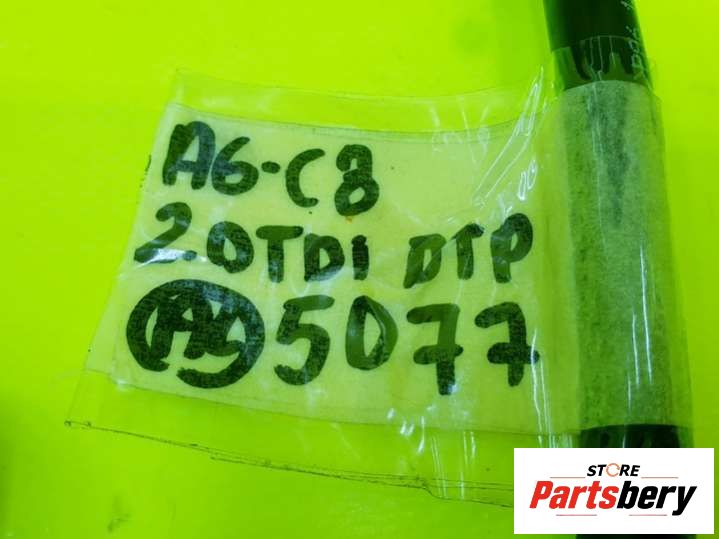 A6-C8
2.0TDI DTP
5077
STORE
Partsbery